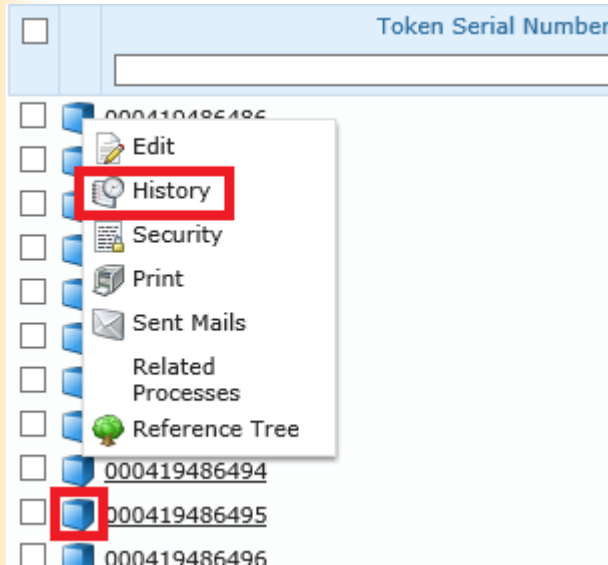 Token Serial Number
000419486486
Edit
History
Security
Print
Sent Mails
Related
Processes
Reference Tree
000419486494
000419486495
000419486496